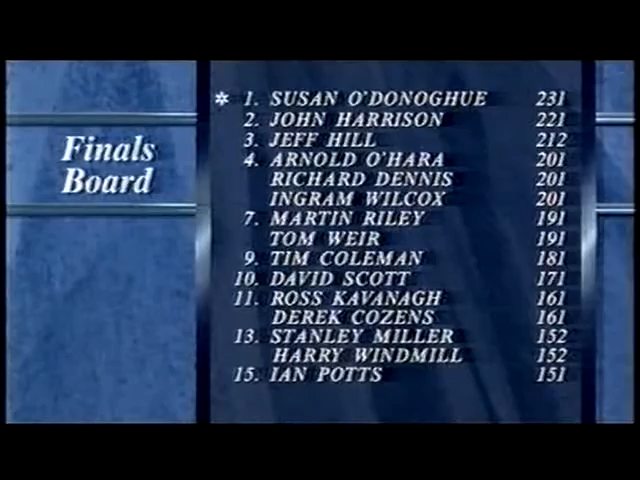 Finals
Board
* 1. SUSAN O'DONOGHUE 231
2. JOHN HARRISON 221
3. JEFF HILL 212
4. ARNOLD O'HARA 201
RICHARD DENNIS 201
INGRAM WILCOX 201
7. MARTIN RILEY 191
TOM WEIR 191
9. TIM COLEMAN 181
10. DAVID SCOTT 171
11. ROSS KAVANAGH 161
DEREK COZENS 161
13. STANLEY MILLER 152
HARRY WINDMILL 152
15. IAN POTTS 151